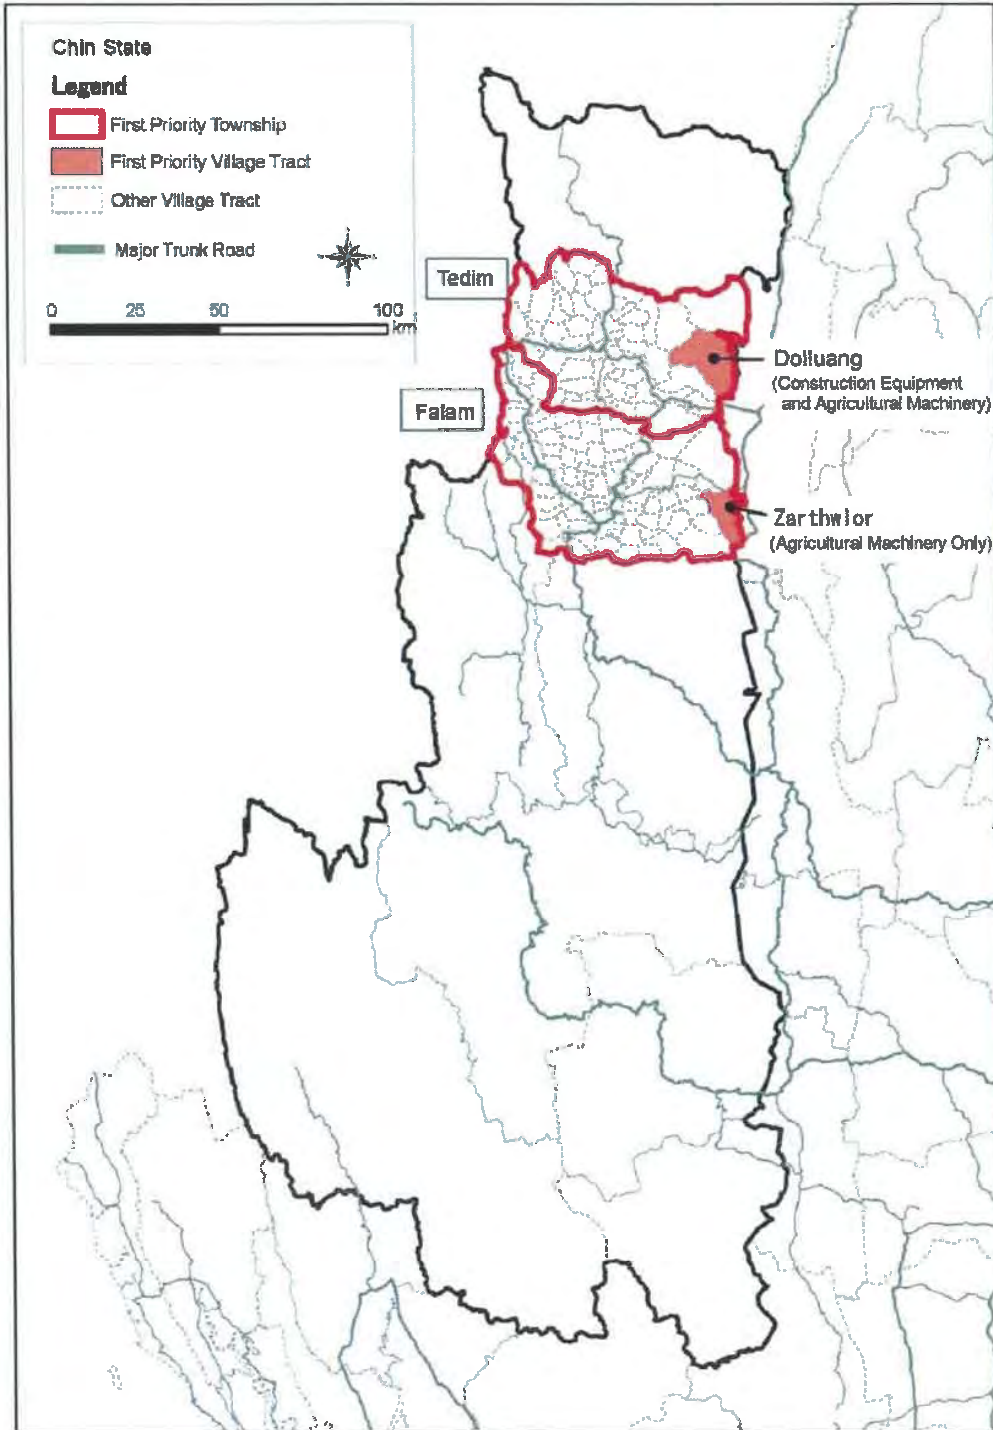 Chin State
Legend
First Priority Township
First Priority Village Tract
Other Village Tract
Major Trunk Road
0 25 50 100
km
Tedim
Falam
Dolluang
(Construction Equipment
and Agricultural Machinery)
Zarthwlor
(Agricultural Machinery Only)